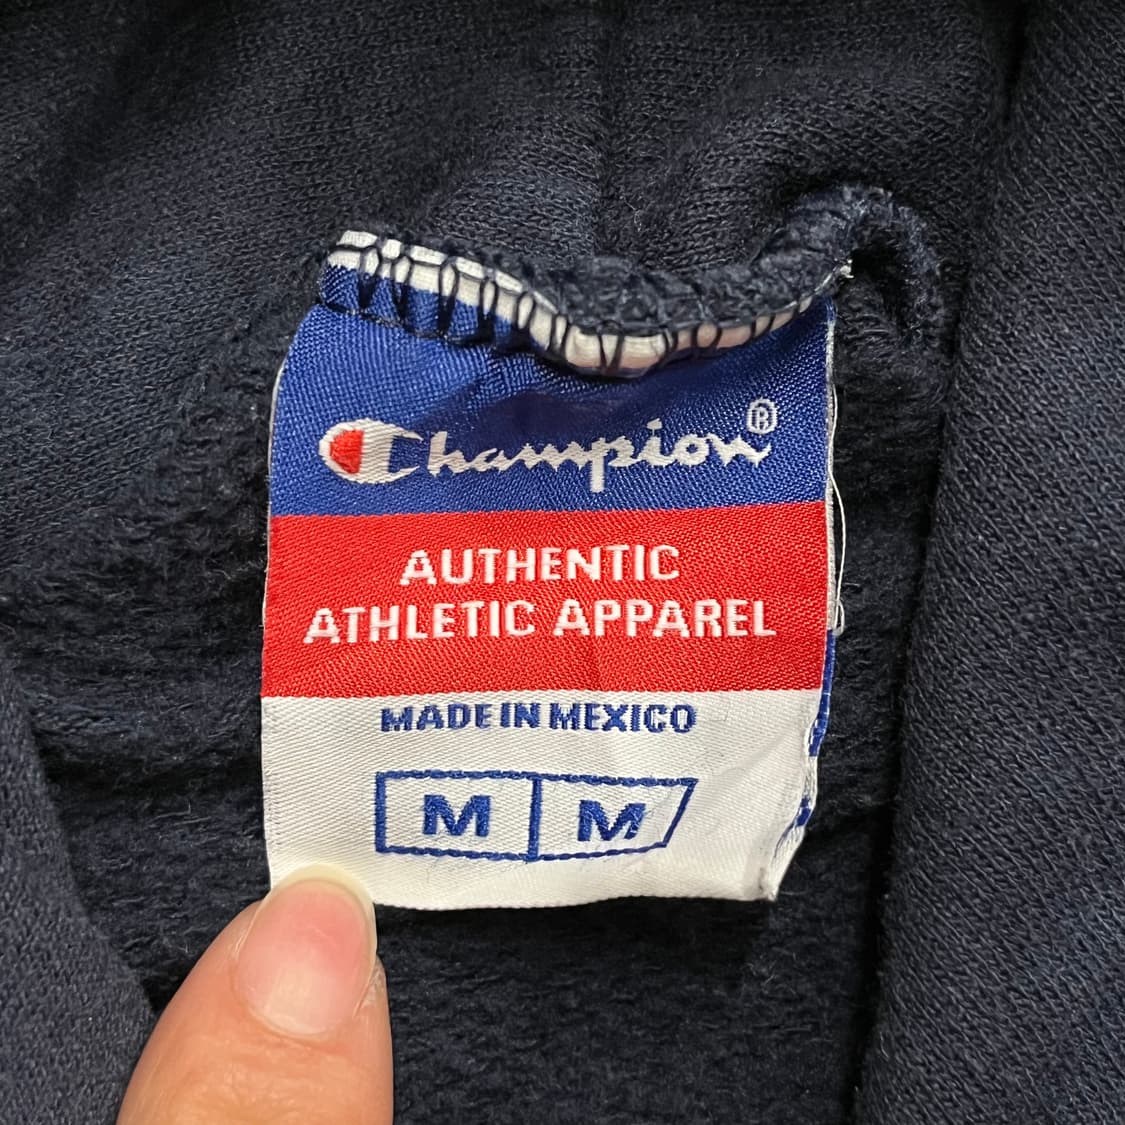 Champion®
AUTHENTIC
ATHLETIC APPAREL
MADE IN MEXICO
M M